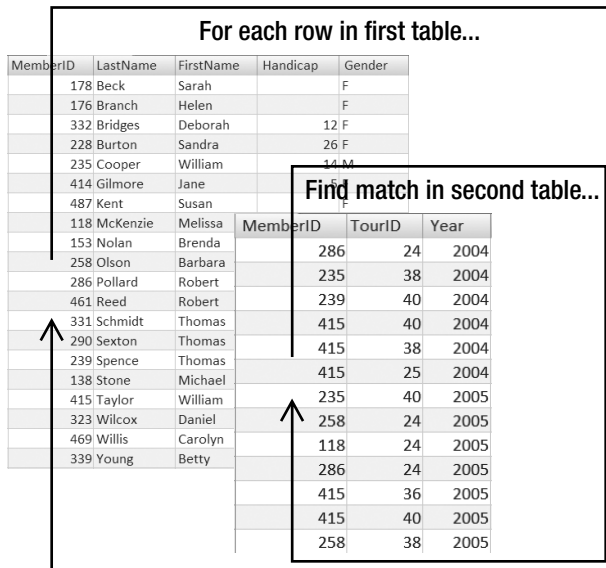 For each row in first table...
MemberID LastName FirstName Handicap Gender
178 Beck Sarah F
176 Branch Helen F
332 Bridges Deborah 12 F
228 Burton Sandra 26 F
235 Cooper William 14 M
414 Gilmore Jane 5 F
487 Kent Susan F
118 McKenzie Melissa
153 Nolan Brenda
258 Olson Barbara
286 Pollard Robert
461 Reed Robert
331 Schmidt Thomas
290 Sexton Thomas
239 Spence Thomas
138 Stone Michael
415 Taylor William
323 Wilcox Daniel
469 Willis Carolyn
339 Young Betty
Find match in second table...
MemberID TourID Year
286 24 2004
235 38 2004
239 40 2004
415 40 2004
415 38 2004
415 25 2004
235 40 2005
258 24 2005
118 24 2005
286 24 2005
415 36 2005
415 40 2005
258 38 2005